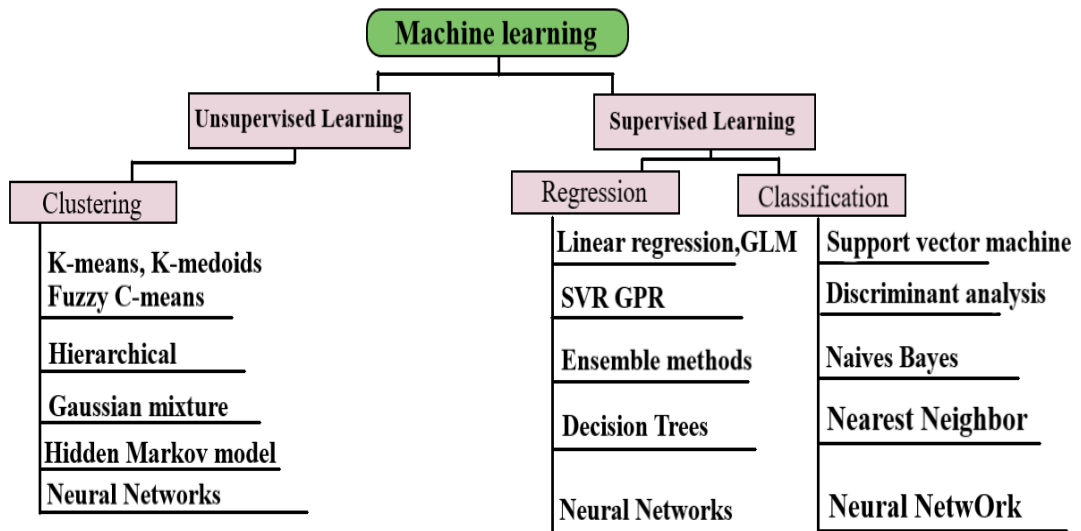 Machine learning
Unsupervised Learning
Supervised Learning
Clustering
K-means, K-medoids
Fuzzy C-means
Hierarchical
Gaussian mixture
Hidden Markov model
Neural Networks
Regression
Linear regression,GLM
SVR GPR
Ensemble methods
Decision Trees
Neural Networks
Classification
Support vector machine
Discriminant analysis
Naives Bayes
Nearest Neighbor
Neural NetwOrk